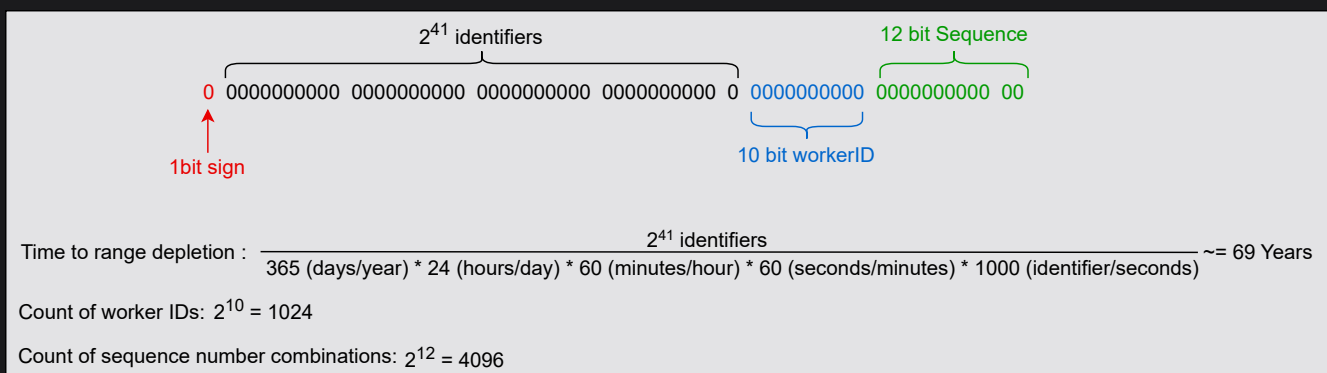 2^41 identifiers
12 bit Sequence
0 0000000000 0000000000 0000000000 0000000000 0 0000000000 0000000000 00
1bit sign
10 bit workerID
Time to range depletion : 2^41 identifiers / 365 (days/year) * 24 (hours/day) * 60 (minutes/hour) * 60 (seconds/minutes) * 1000 (identifier/seconds) ~= 69 Years
Count of worker IDs: 2^10 = 1024
Count of sequence number combinations: 2^12 = 4096